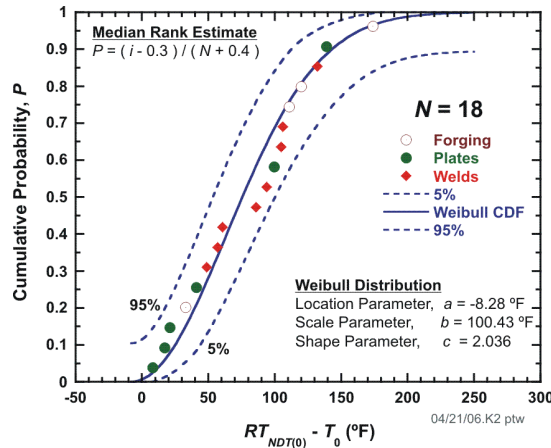 Median Rank Estimate
P = ( i - 0.3 ) / ( N + 0.4 )
N = 18
Forging
Plates
Welds
5%
Weibull CDF
95%
95%
5%
Weibull Distribution
Location Parameter, a = -8.28 ºF
Scale Parameter, b = 100.43 ºF
Shape Parameter, c = 2.036
04/21/06.K2 ptw
Cumulative Probability, P
1
0.9
0.8
0.7
0.6
0.5
0.4
0.3
0.2
0.1
0
-50 0 50 100 150 200 250 300
RT_NDT(0) - T_0 (ºF)